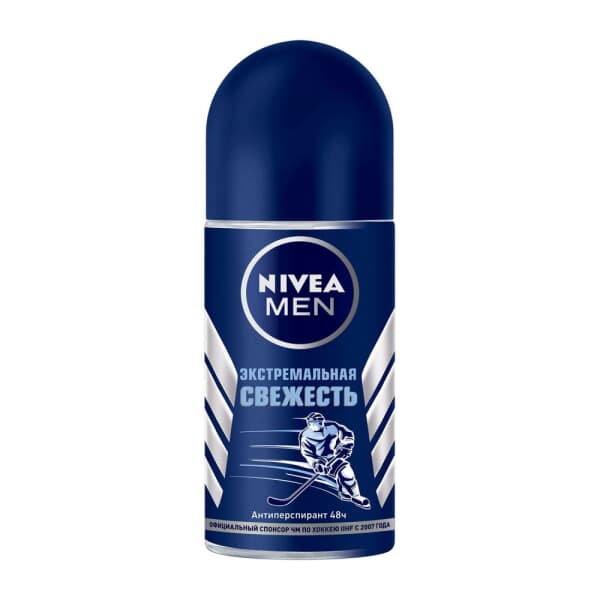 NIVEA
MEN
ЭКСТРЕМАЛЬНАЯ
СВЕЖЕСТЬ
Антиперспирант 48ч
ОФИЦИАЛЬНЫЙ СПОНСОР ЧМ ПО ХОККЕЮ IIHF С 2007 ГОДА